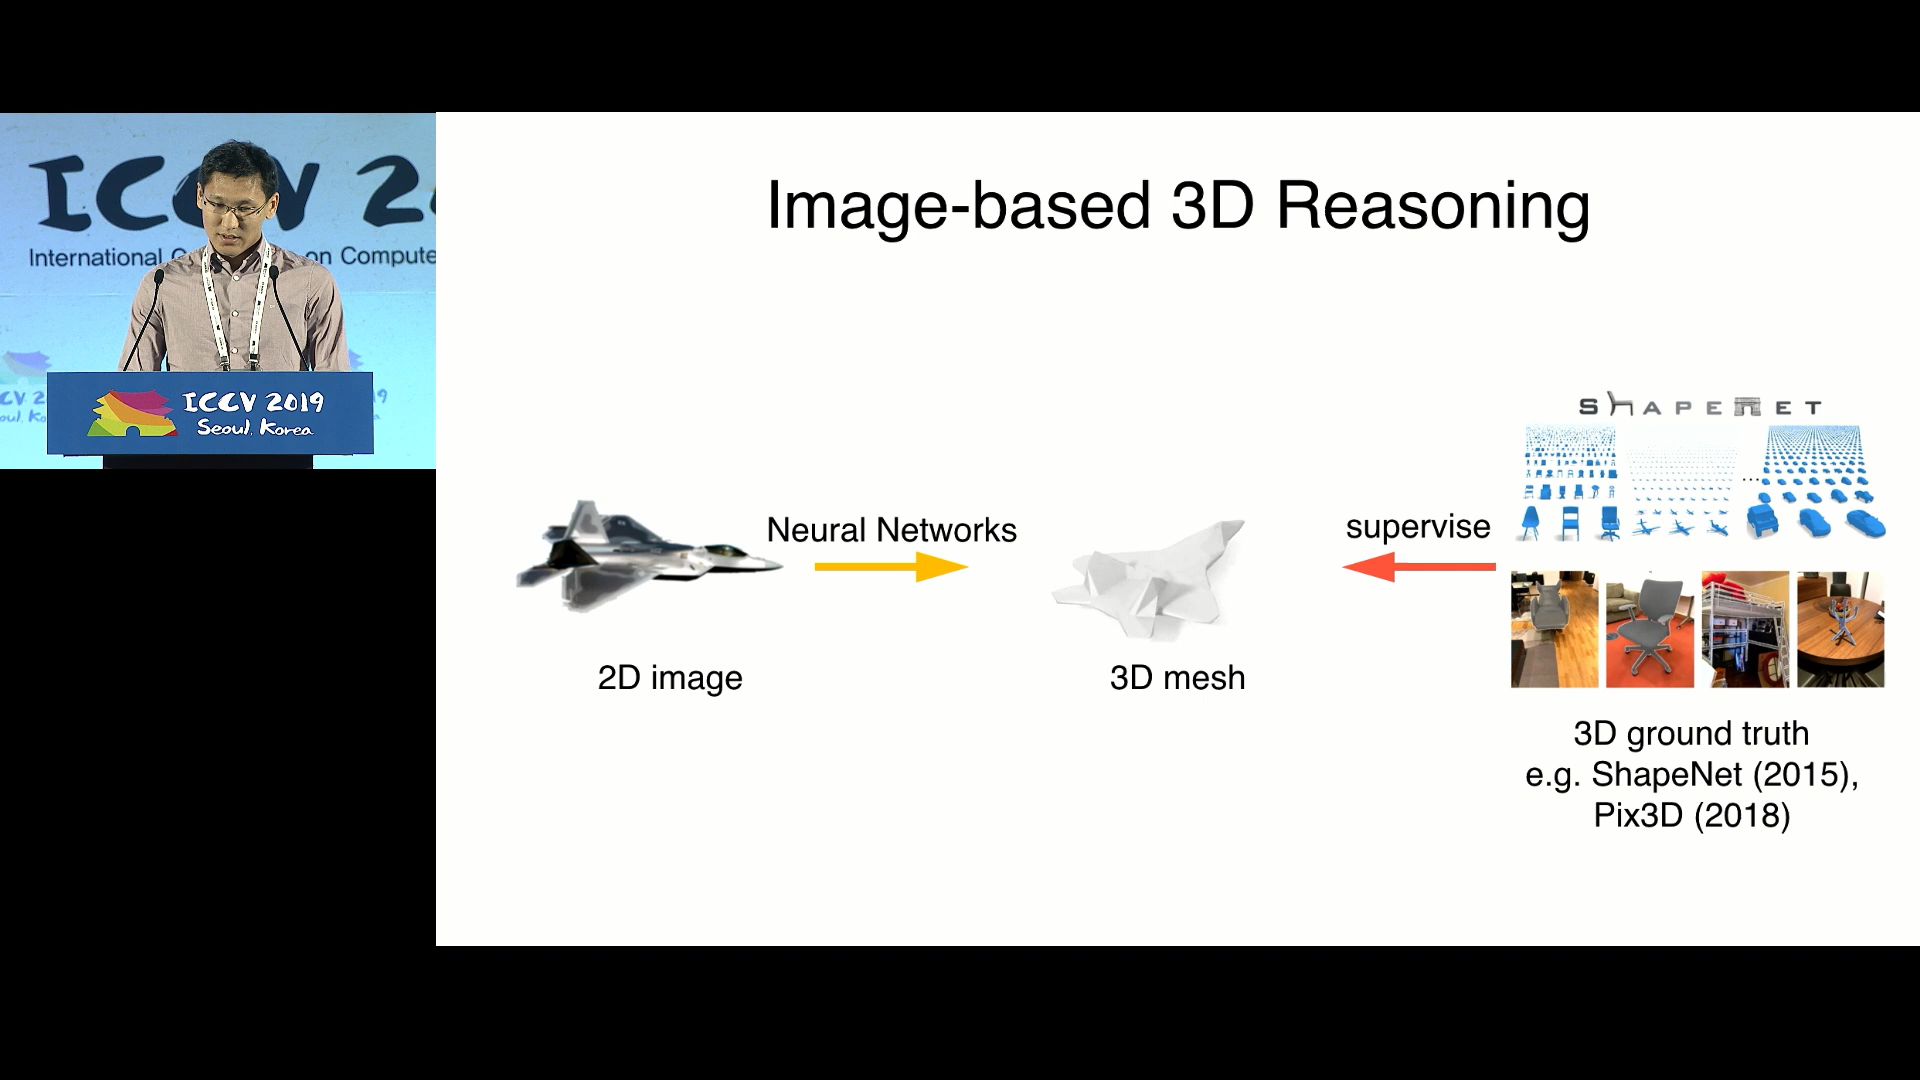 ICCV 2
International
on Compute
ICCV 2019
Seoul, Korea
Image-based 3D Reasoning
SHAPENET
Neural Networks
supervise
2D image
3D mesh
3D ground truth
e.g. ShapeNet (2015),
Pix3D (2018)